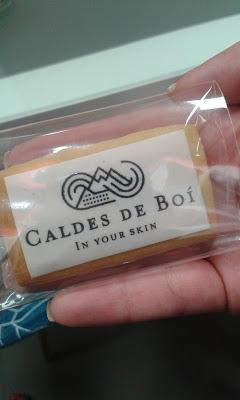 CALDES DE BOÍ
IN YOUR SKIN